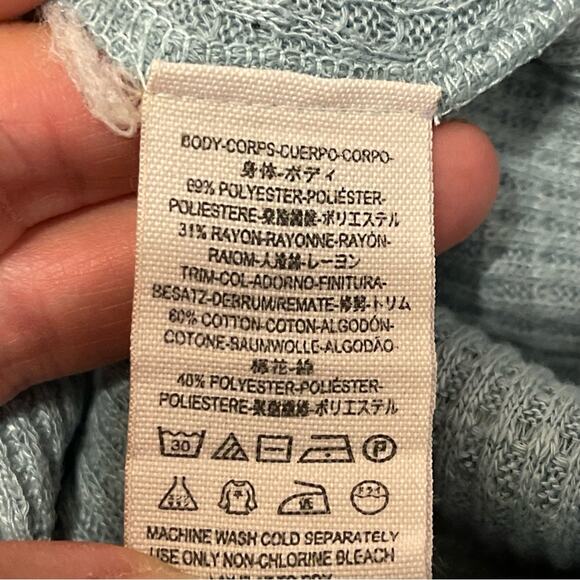 BODY-CORPS-CUERPO-CORPO-
身体-ボディ
69% POLYESTER-POLIÉSTER-
POLIESTERE-聚酯纖維-ポリエステル
31% RAYON-RAYONNE-RAYÓN-
RAIOM-人造絲-レーヨン
TRIM-COL-ADORNO-FINITURA-
BESATZ-DEBRUM/REMATE-修剪-トリム
60% COTTON-COTON-ALGODÓN-
COTONE-BAUMWOLLE-ALGODÃO
棉花-綿
40% POLYESTER-POLIÉSTER-
POLIESTERE-聚酯纖維-ポリエステル
30
P
MACHINE WASH COLD SEPARATELY
USE ONLY NON-CHLORINE BLEACH